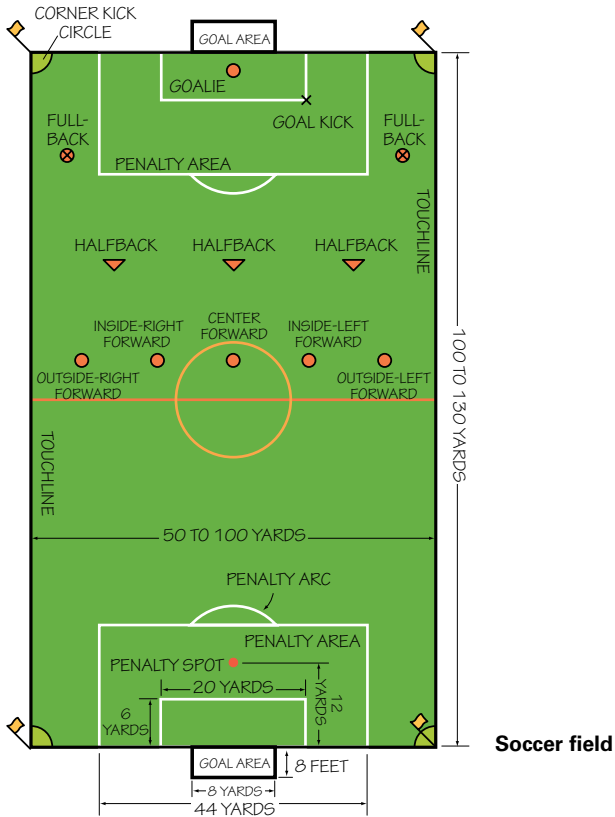 CORNER KICK
CIRCLE
GOAL AREA
GOALIE
GOAL KICK
FULL-
BACK
FULL-
BACK
PENALTY AREA
TOUCHLINE
HALFBACK HALFBACK HALFBACK
INSIDE-RIGHT
FORWARD
CENTER
FORWARD
INSIDE-LEFT
FORWARD
OUTSIDE-RIGHT
FORWARD
OUTSIDE-LEFT
FORWARD
100 TO 130 YARDS
TOUCHLINE
50 TO 100 YARDS
PENALTY ARC
PENALTY AREA
PENALTY SPOT
20 YARDS
12
YARDS
6
YARDS
GOAL AREA
8 FEET
8 YARDS
44 YARDS
Soccer field